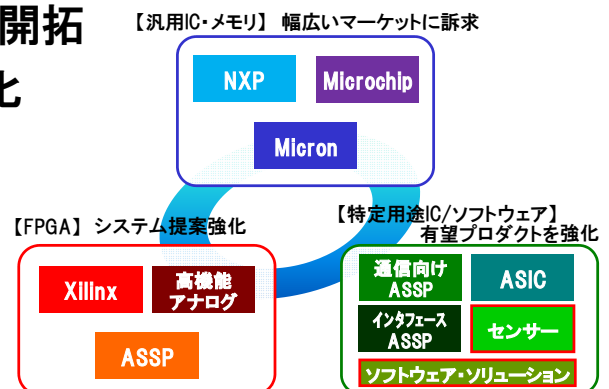 開拓
化
【汎用IC・メモリ】 幅広いマーケットに訴求
NXP
Microchip
Micron
【FPGA】 システム提案強化
Xilinx
高機能
アナログ
ASSP
【特定用途IC/ソフトウェア】
有望プロダクトを強化
通信向け
ASSP
ASIC
インタフェース
ASSP
センサー
ソフトウェア・ソリューション